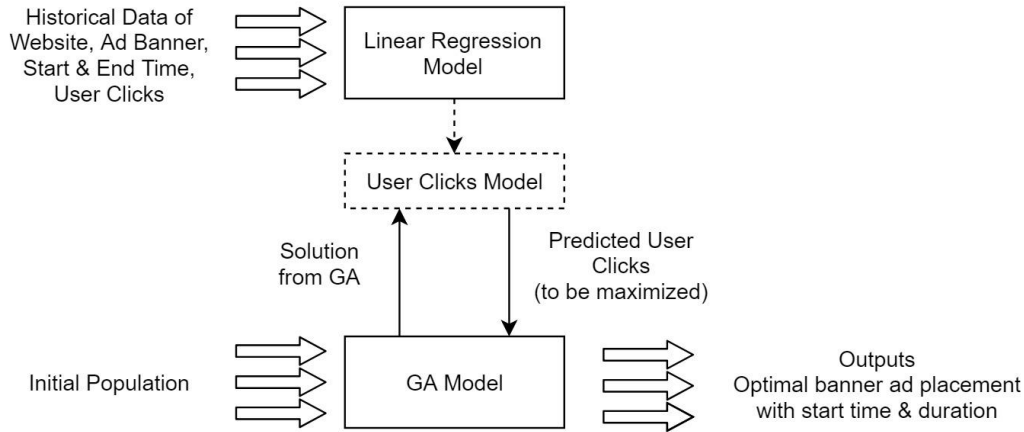 Historical Data of
Website, Ad Banner,
Start & End Time,
User Clicks
Linear Regression
Model
User Clicks Model
Solution
from GA
Predicted User
Clicks
(to be maximized)
Initial Population
GA Model
Outputs
Optimal banner ad placement
with start time & duration